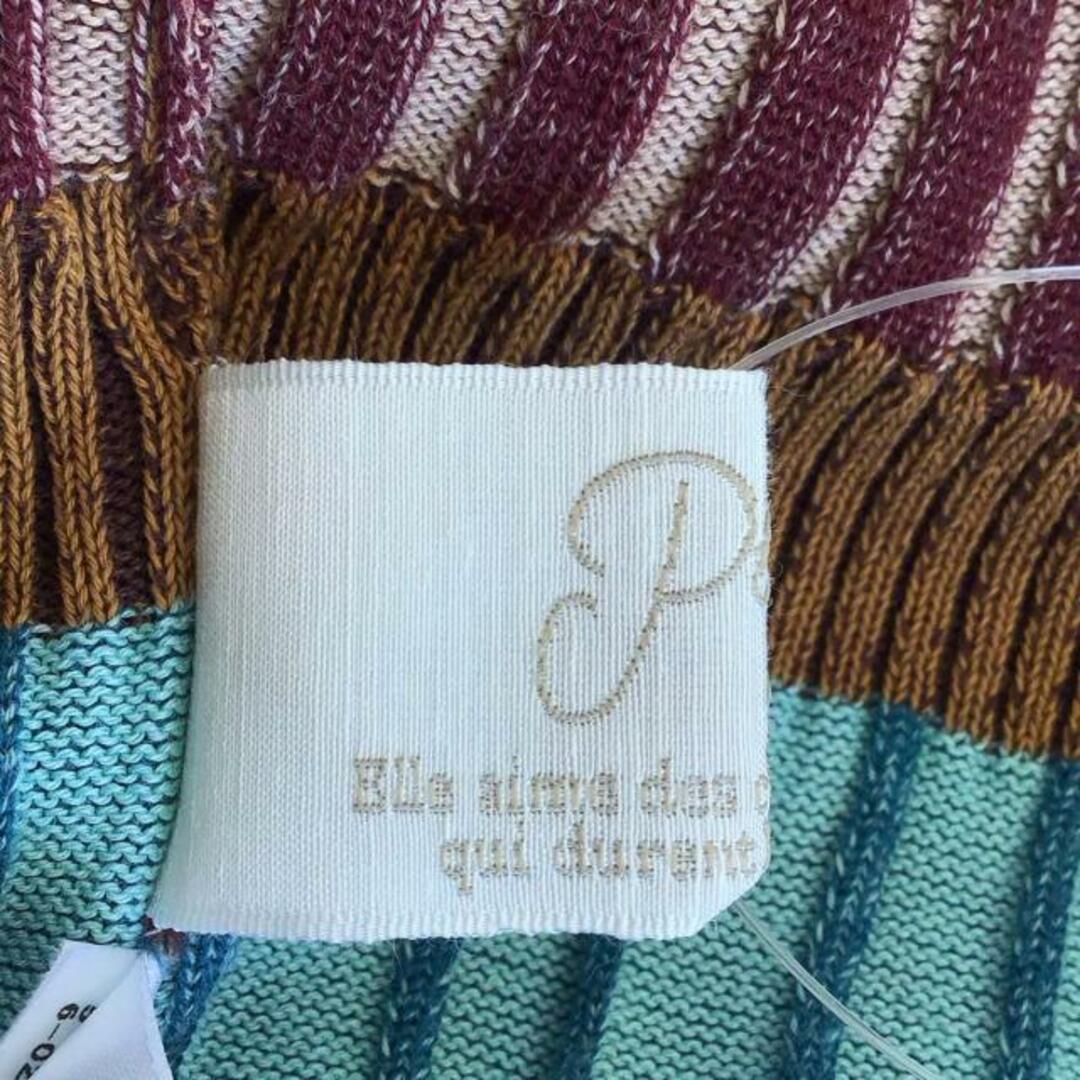 P
Elle aime des
qui durent